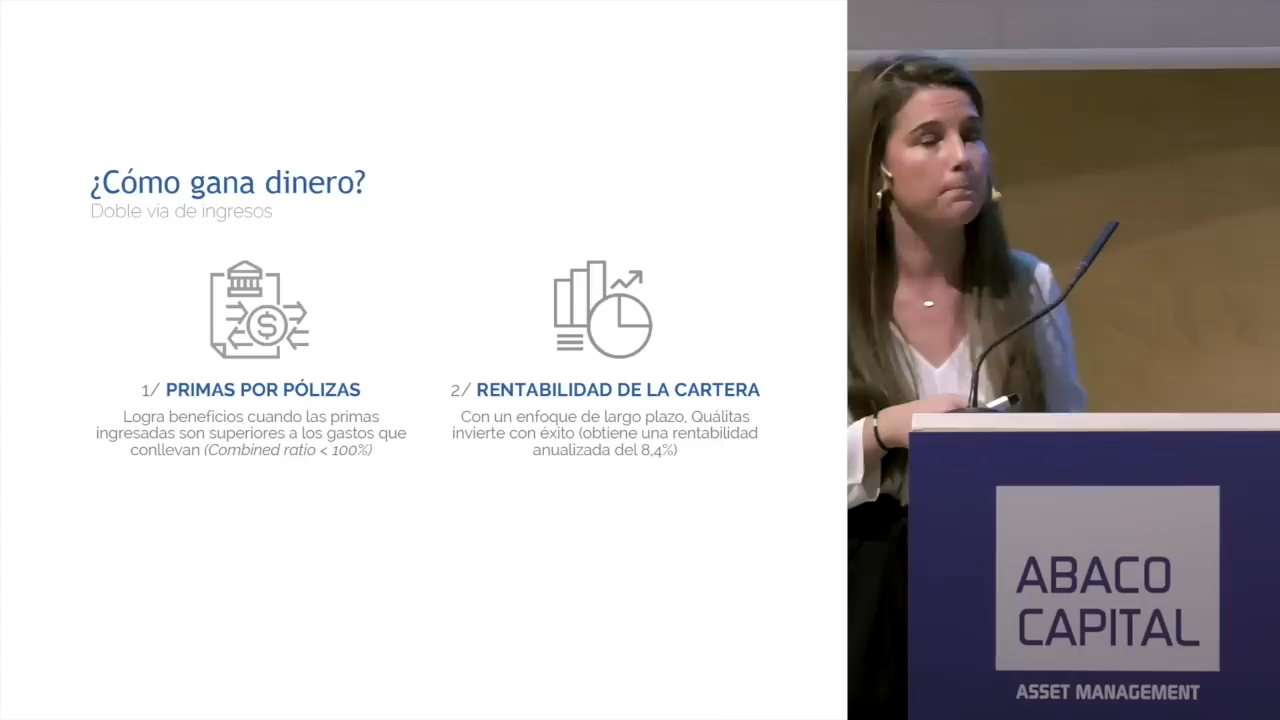 ¿Cómo gana dinero?
Doble vía de ingresos
1/ PRIMAS POR PÓLIZAS
Logra beneficios cuando las primas
ingresadas son superiores a los gastos que
conllevan (Combined ratio < 100%)
2/ RENTABILIDAD DE LA CARTERA
Con un enfoque de largo plazo, Quálitas
invierte con éxito (obtiene una rentabilidad
anualizada del 8,4%)
ABACO
CAPITAL
ASSET MANAGEMENT